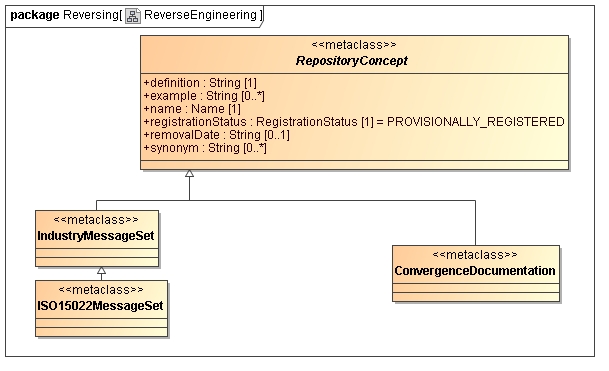 package Reversing[ ReverseEngineering ]
<<metaclass>>
RepositoryConcept
+definition : String [1]
+example : String [0..*]
+name : Name [1]
+registrationStatus : RegistrationStatus [1] = PROVISIONALLY_REGISTERED
+removalDate : String [0..1]
+synonym : String [0..*]
<<metaclass>>
IndustryMessageSet
<<metaclass>>
ConvergenceDocumentation
<<metaclass>>
ISO15022MessageSet